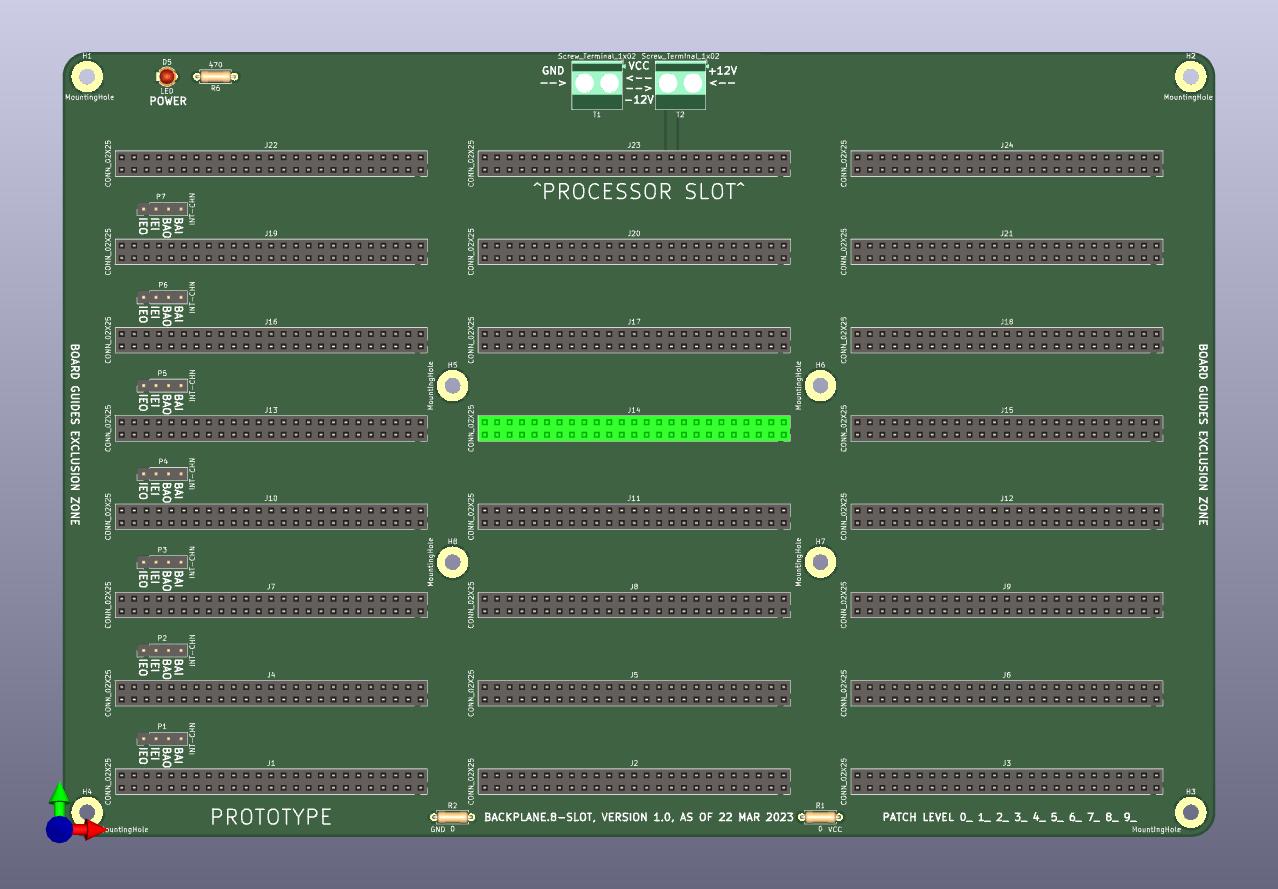 H1
MountingHole
D5
LED
POWER
470
R6
Screw_Terminal_1x02 Screw_Terminal_1x02
GND
-->
VCC
<--
-->
-12V
+12V
<--
T1
T2
H2
MountingHole
J22
CONN_02X25
J23
CONN_02X25
J24
CONN_02X25
^PROCESSOR SLOT^
P7
INT-CHN
IEO
IEI
BAO
BAI
J19
CONN_02X25
J20
CONN_02X25
J21
CONN_02X25
P6
INT-CHN
IEO
IEI
BAO
BAI
J16
CONN_02X25
J17
CONN_02X25
J18
CONN_02X25
BOARD GUIDES EXCLUSION ZONE
BOARD GUIDES EXCLUSION ZONE
P5
INT-CHN
IEO
IEI
BAO
BAI
H5
MountingHole
H6
MountingHole
J13
CONN_02X25
J14
CONN_02X25
J15
CONN_02X25
P4
INT-CHN
IEO
IEI
BAO
BAI
J10
CONN_02X25
J11
CONN_02X25
J12
CONN_02X25
P3
INT-CHN
IEO
IEI
BAO
BAI
H8
MountingHole
H7
MountingHole
J7
CONN_02X25
J8
CONN_02X25
J9
CONN_02X25
P2
INT-CHN
IEO
IEI
BAO
BAI
J4
CONN_02X25
J5
CONN_02X25
J6
CONN_02X25
P1
INT-CHN
IEO
IEI
BAO
BAI
J1
CONN_02X25
J2
CONN_02X25
J3
CONN_02X25
H4
ountingHole
PROTOTYPE
R2
GND 0
BACKPLANE.8-SLOT, VERSION 1.0, AS OF 22 MAR 2023
R1
0 VCC
PATCH LEVEL 0_ 1_ 2_ 3_ 4_ 5_ 6_ 7_ 8_ 9_
H3
MountingHole